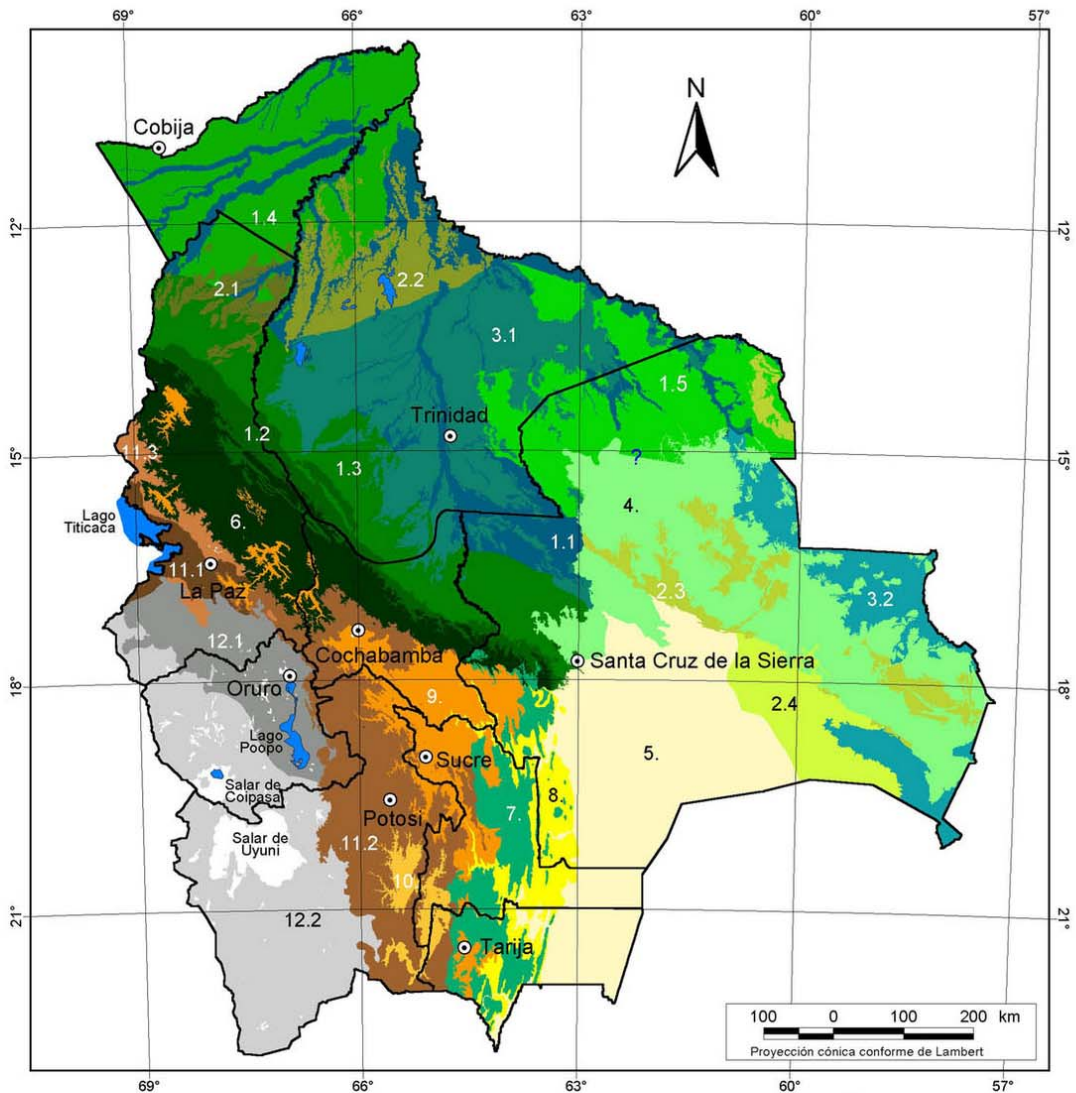 69°
66°
63°
60°
57°
N
Cobija
1.4
12°
12°
2.1
2.2
3.1
1.5
Trinidad
1.2
?
11.3
15°
15°
1.3
4.
Lago
Titicaca
6.
1.1
11.1
La Paz
2.3
3.2
12.1
Cochabamba
Santa Cruz de la Sierra
Oruro
18°
18°
9.
2.4
Lago
Poopo
Sucre
5.
Salar de
Coipasa
8
7.
Potosi
Salar de
Uyuni
11.2
10.
12.2
21°
21°
Tarija
100 0 100 200 km
Proyección cónica conforme de Lambert
69°
66°
63°
60°
57°